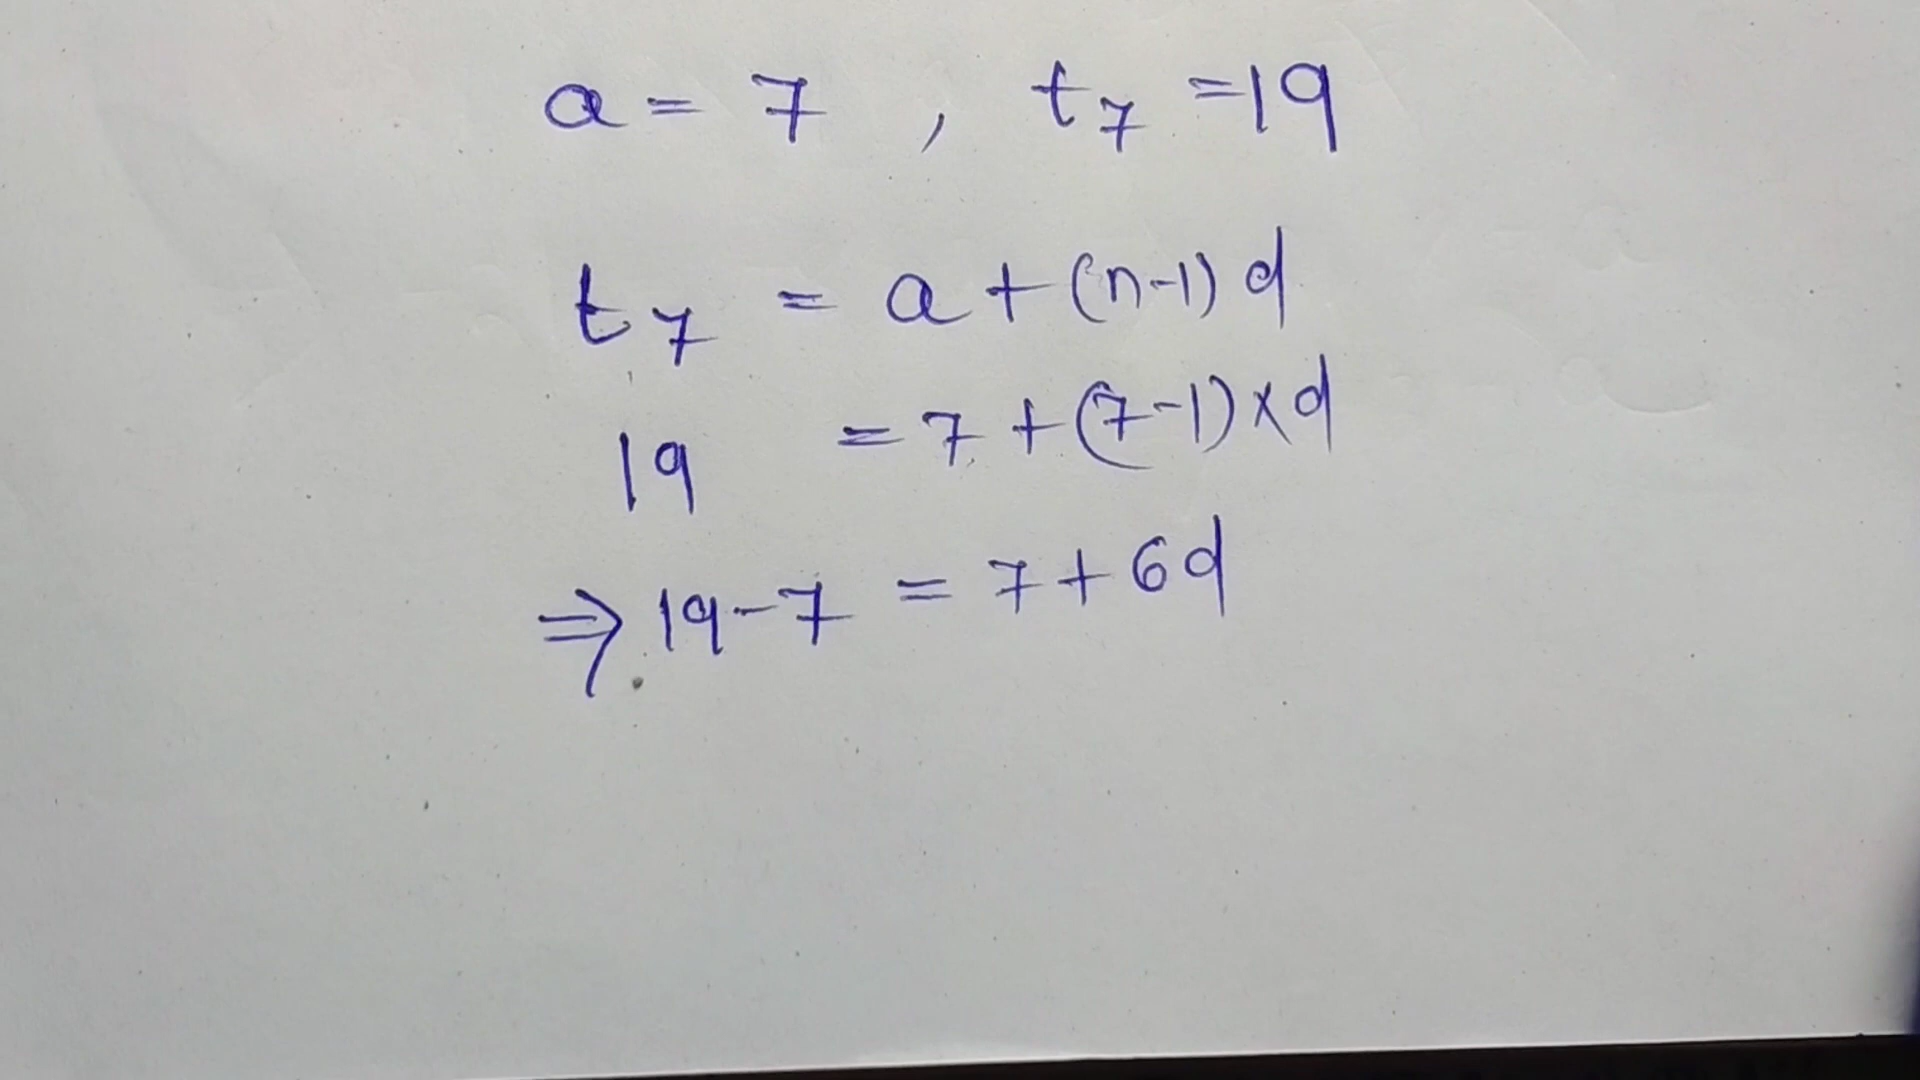 a = 7 , t₇ = 19
t₇ = a + (n-1) d
19 = 7 + (7-1) × d
⇒ 19 - 7 = 7 + 6d